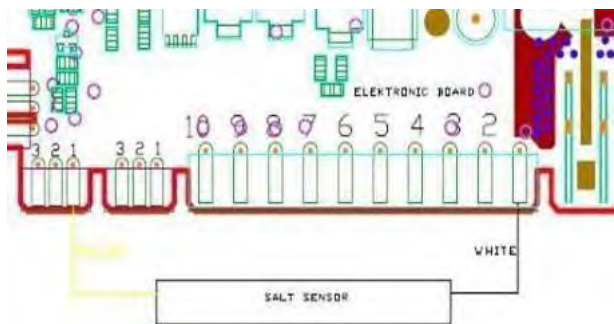 ELEKTRONIC BOARD
10 9 8 7 6 5 4 3 2
3 2 1 3 2 1
WHITE
SALT SENSOR